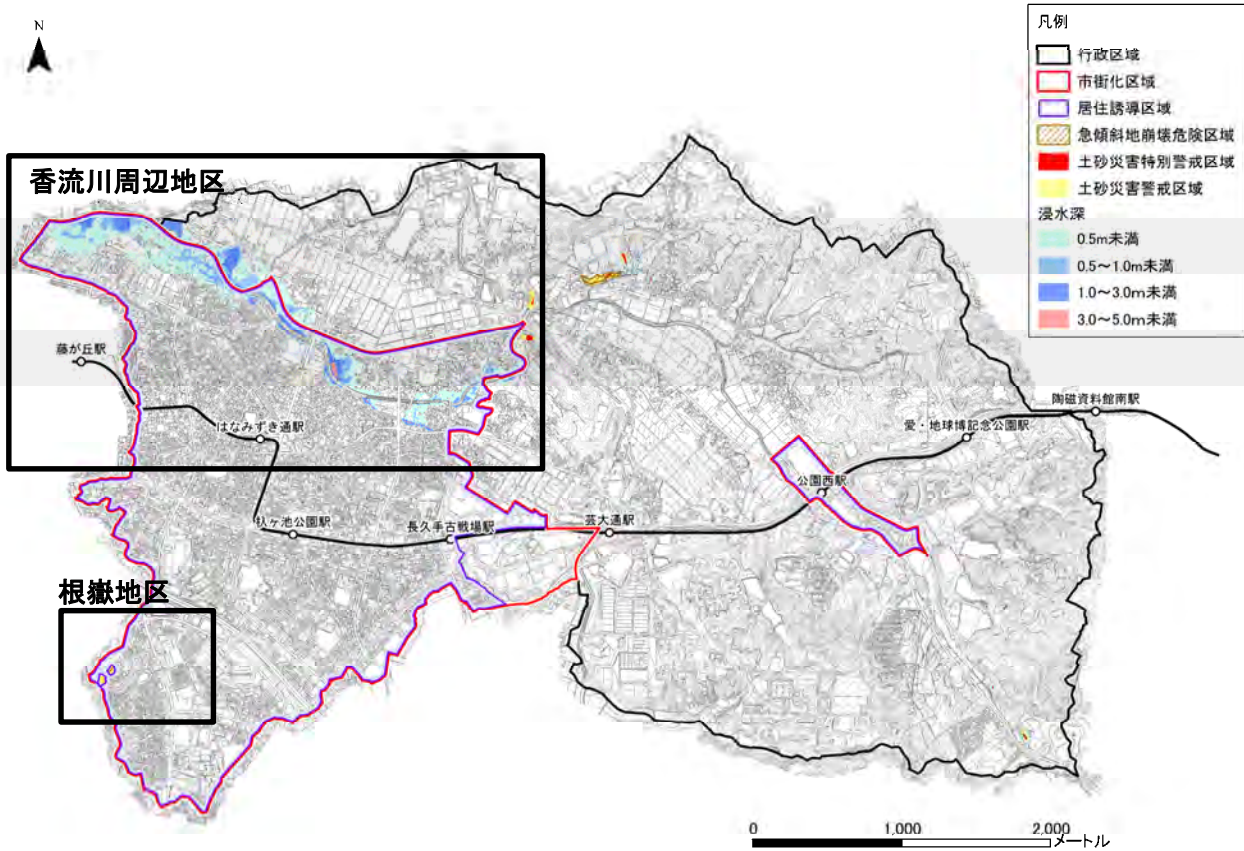 N
凡例
行政区域
市街化区域
居住誘導区域
急傾斜地崩壊危険区域
土砂災害特別警戒区域
土砂災害警戒区域
浸水深
0.5m未満
0.5～1.0m未満
1.0～3.0m未満
3.0～5.0m未満
香流川周辺地区
藤が丘駅
はなみずき通駅
陶磁資料館南駅
愛・地球博記念公園駅
公園西駅
杁ヶ池公園駅
長久手古戦場駅
芸大通駅
根嶽地区
0 1,000 2,000
メートル